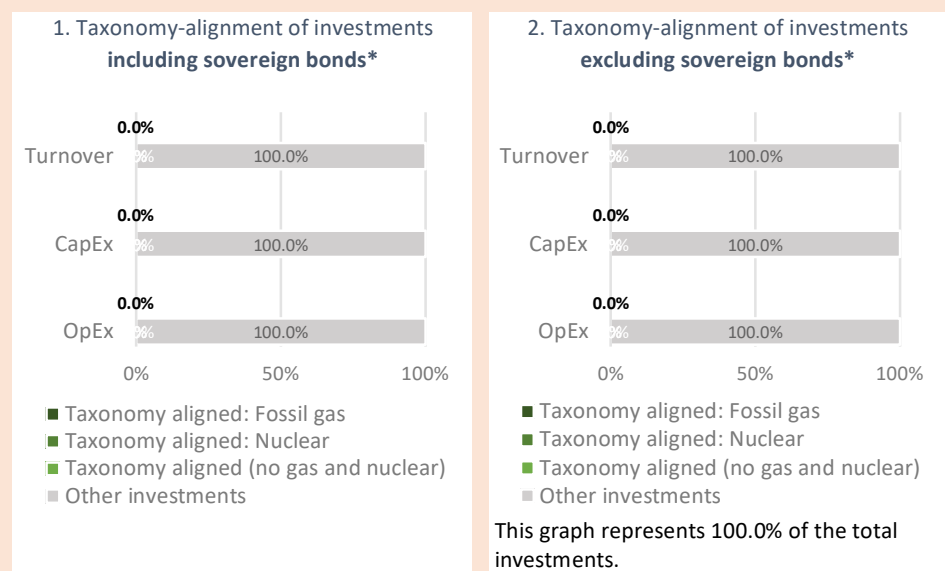 1. Taxonomy-alignment of investments
including sovereign bonds*
0.0%
Turnover
100.0%
0.0%
CapEx
100.0%
0.0%
OpEx
100.0%
0%
50%
100%
Taxonomy aligned: Fossil gas
Taxonomy aligned: Nuclear
Taxonomy aligned (no gas and nuclear)
Other investments
2. Taxonomy-alignment of investments
excluding sovereign bonds*
0.0%
Turnover
100.0%
0.0%
CapEx
100.0%
0.0%
OpEx
100.0%
0%
50%
100%
Taxonomy aligned: Fossil gas
Taxonomy aligned: Nuclear
Taxonomy aligned (no gas and nuclear)
Other investments
This graph represents 100.0% of the total
investments.